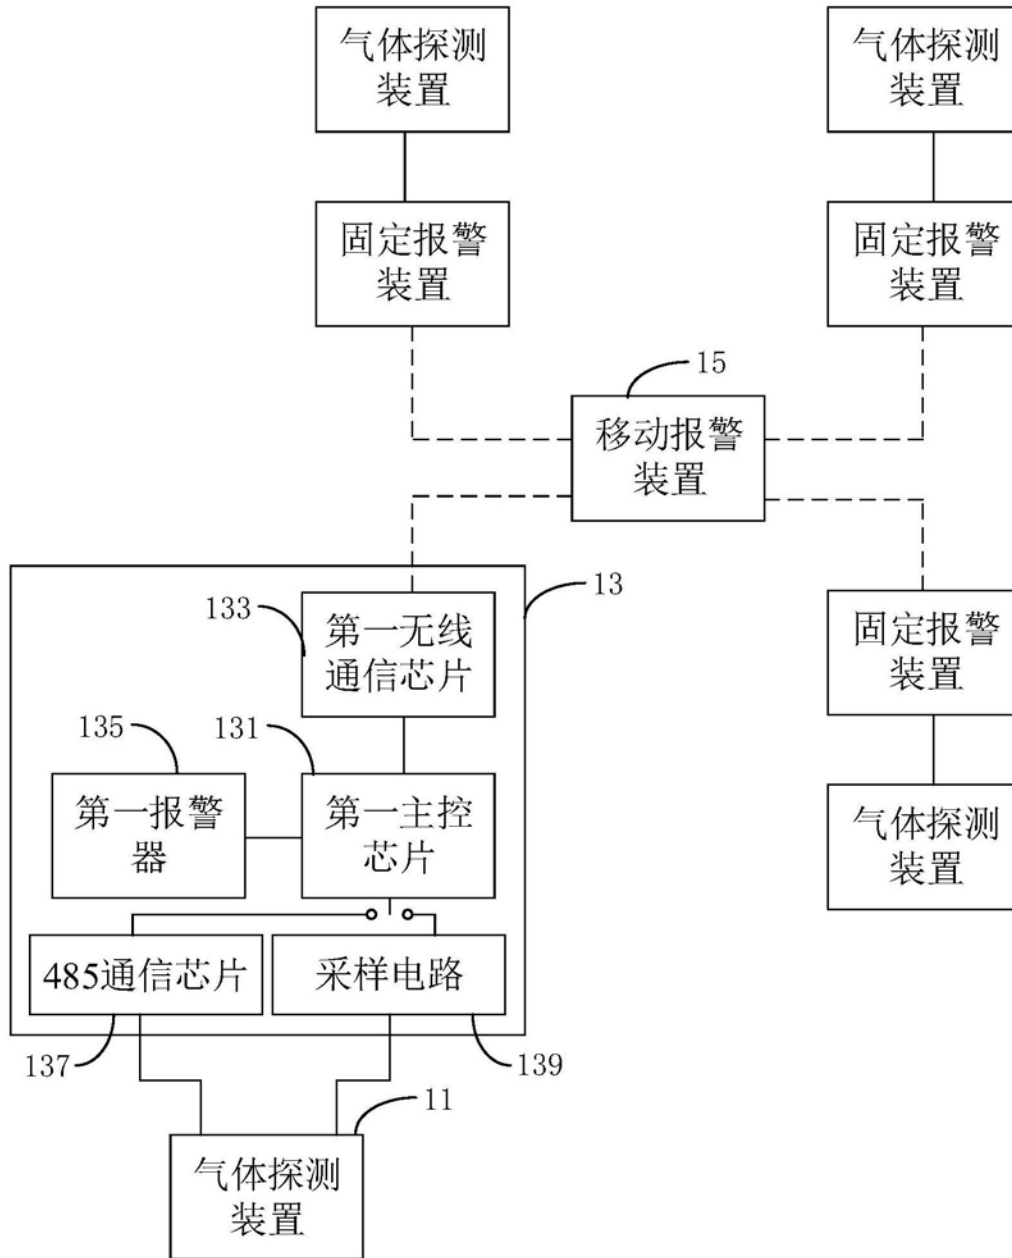 气体探测
装置
气体探测
装置
固定报警
装置
固定报警
装置
15
移动报警
装置
13
133
第一无线
通信芯片
固定报警
装置
135
131
第一报警
器
第一主控
芯片
气体探测
装置
485通信芯片
采样电路
137
139
11
气体探测
装置